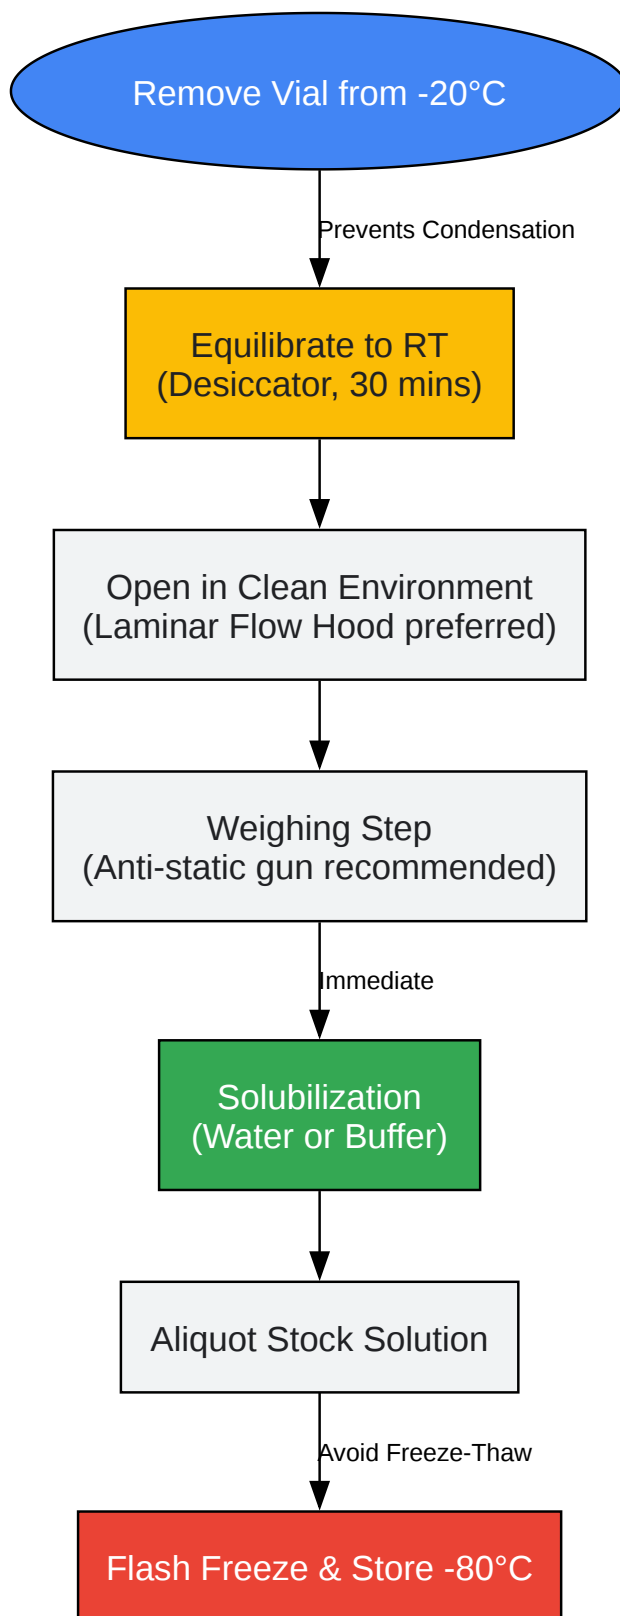 Remove Vial from -20°C
Prevents Condensation
Equilibrate to RT
(Desiccator, 30 mins)
Open in Clean Environment
(Laminar Flow Hood preferred)
Weighing Step
(Anti-static gun recommended)
Immediate
Solubilization
(Water or Buffer)
Aliquot Stock Solution
Avoid Freeze-Thaw
Flash Freeze & Store -80°C